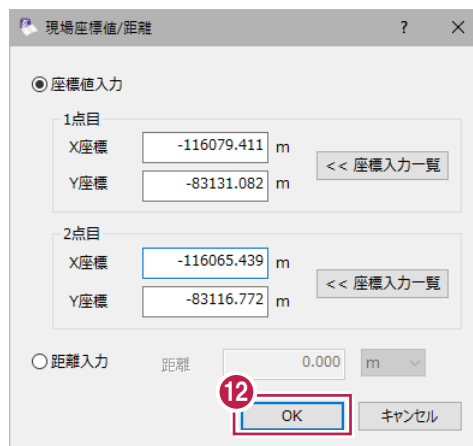 現場座標値/距離 ?
座標値入力
1点目
X座標 -116079.411 m
<< 座標入力一覧
Y座標 -83131.082 m
2点目
X座標 -116065.439 m
<< 座標入力一覧
Y座標 -83116.772 m
距離入力 距離 0.000 m
12
OK キャンセル